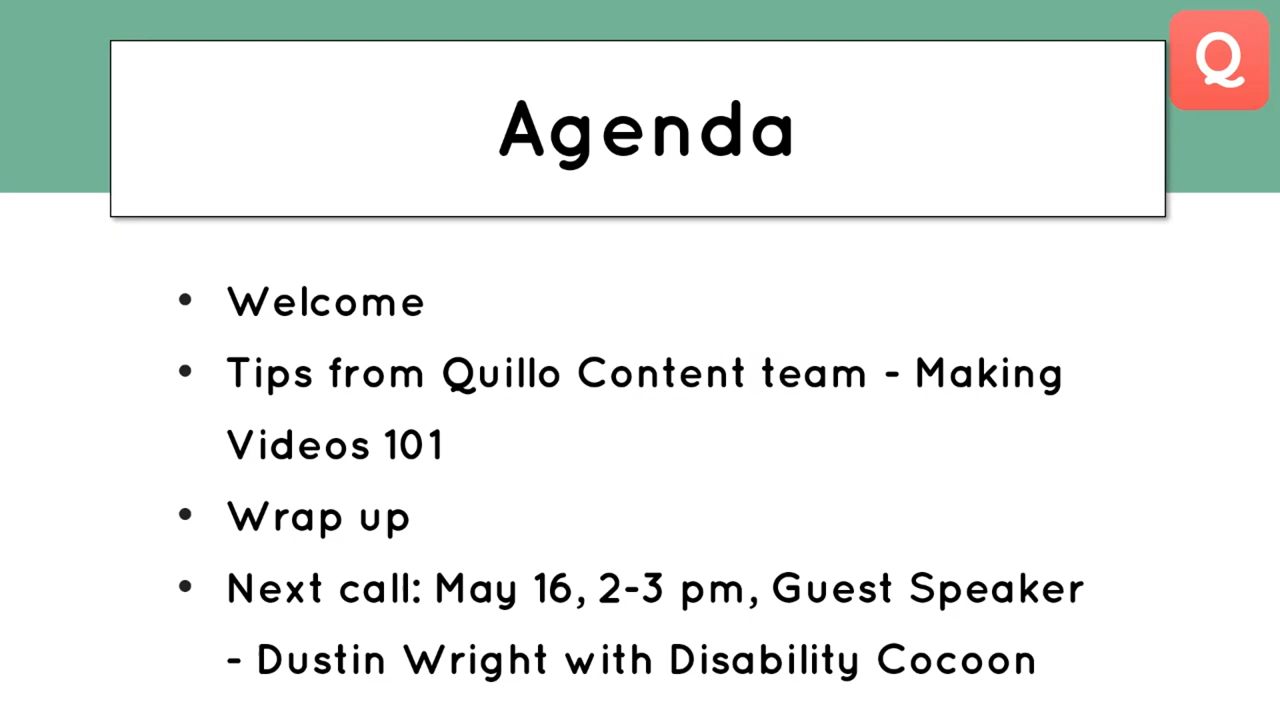 Q
Agenda
• Welcome
• Tips from Quillo Content team - Making
Videos 101
• Wrap up
• Next call: May 16, 2-3 pm, Guest Speaker
- Dustin Wright with Disability Cocoon